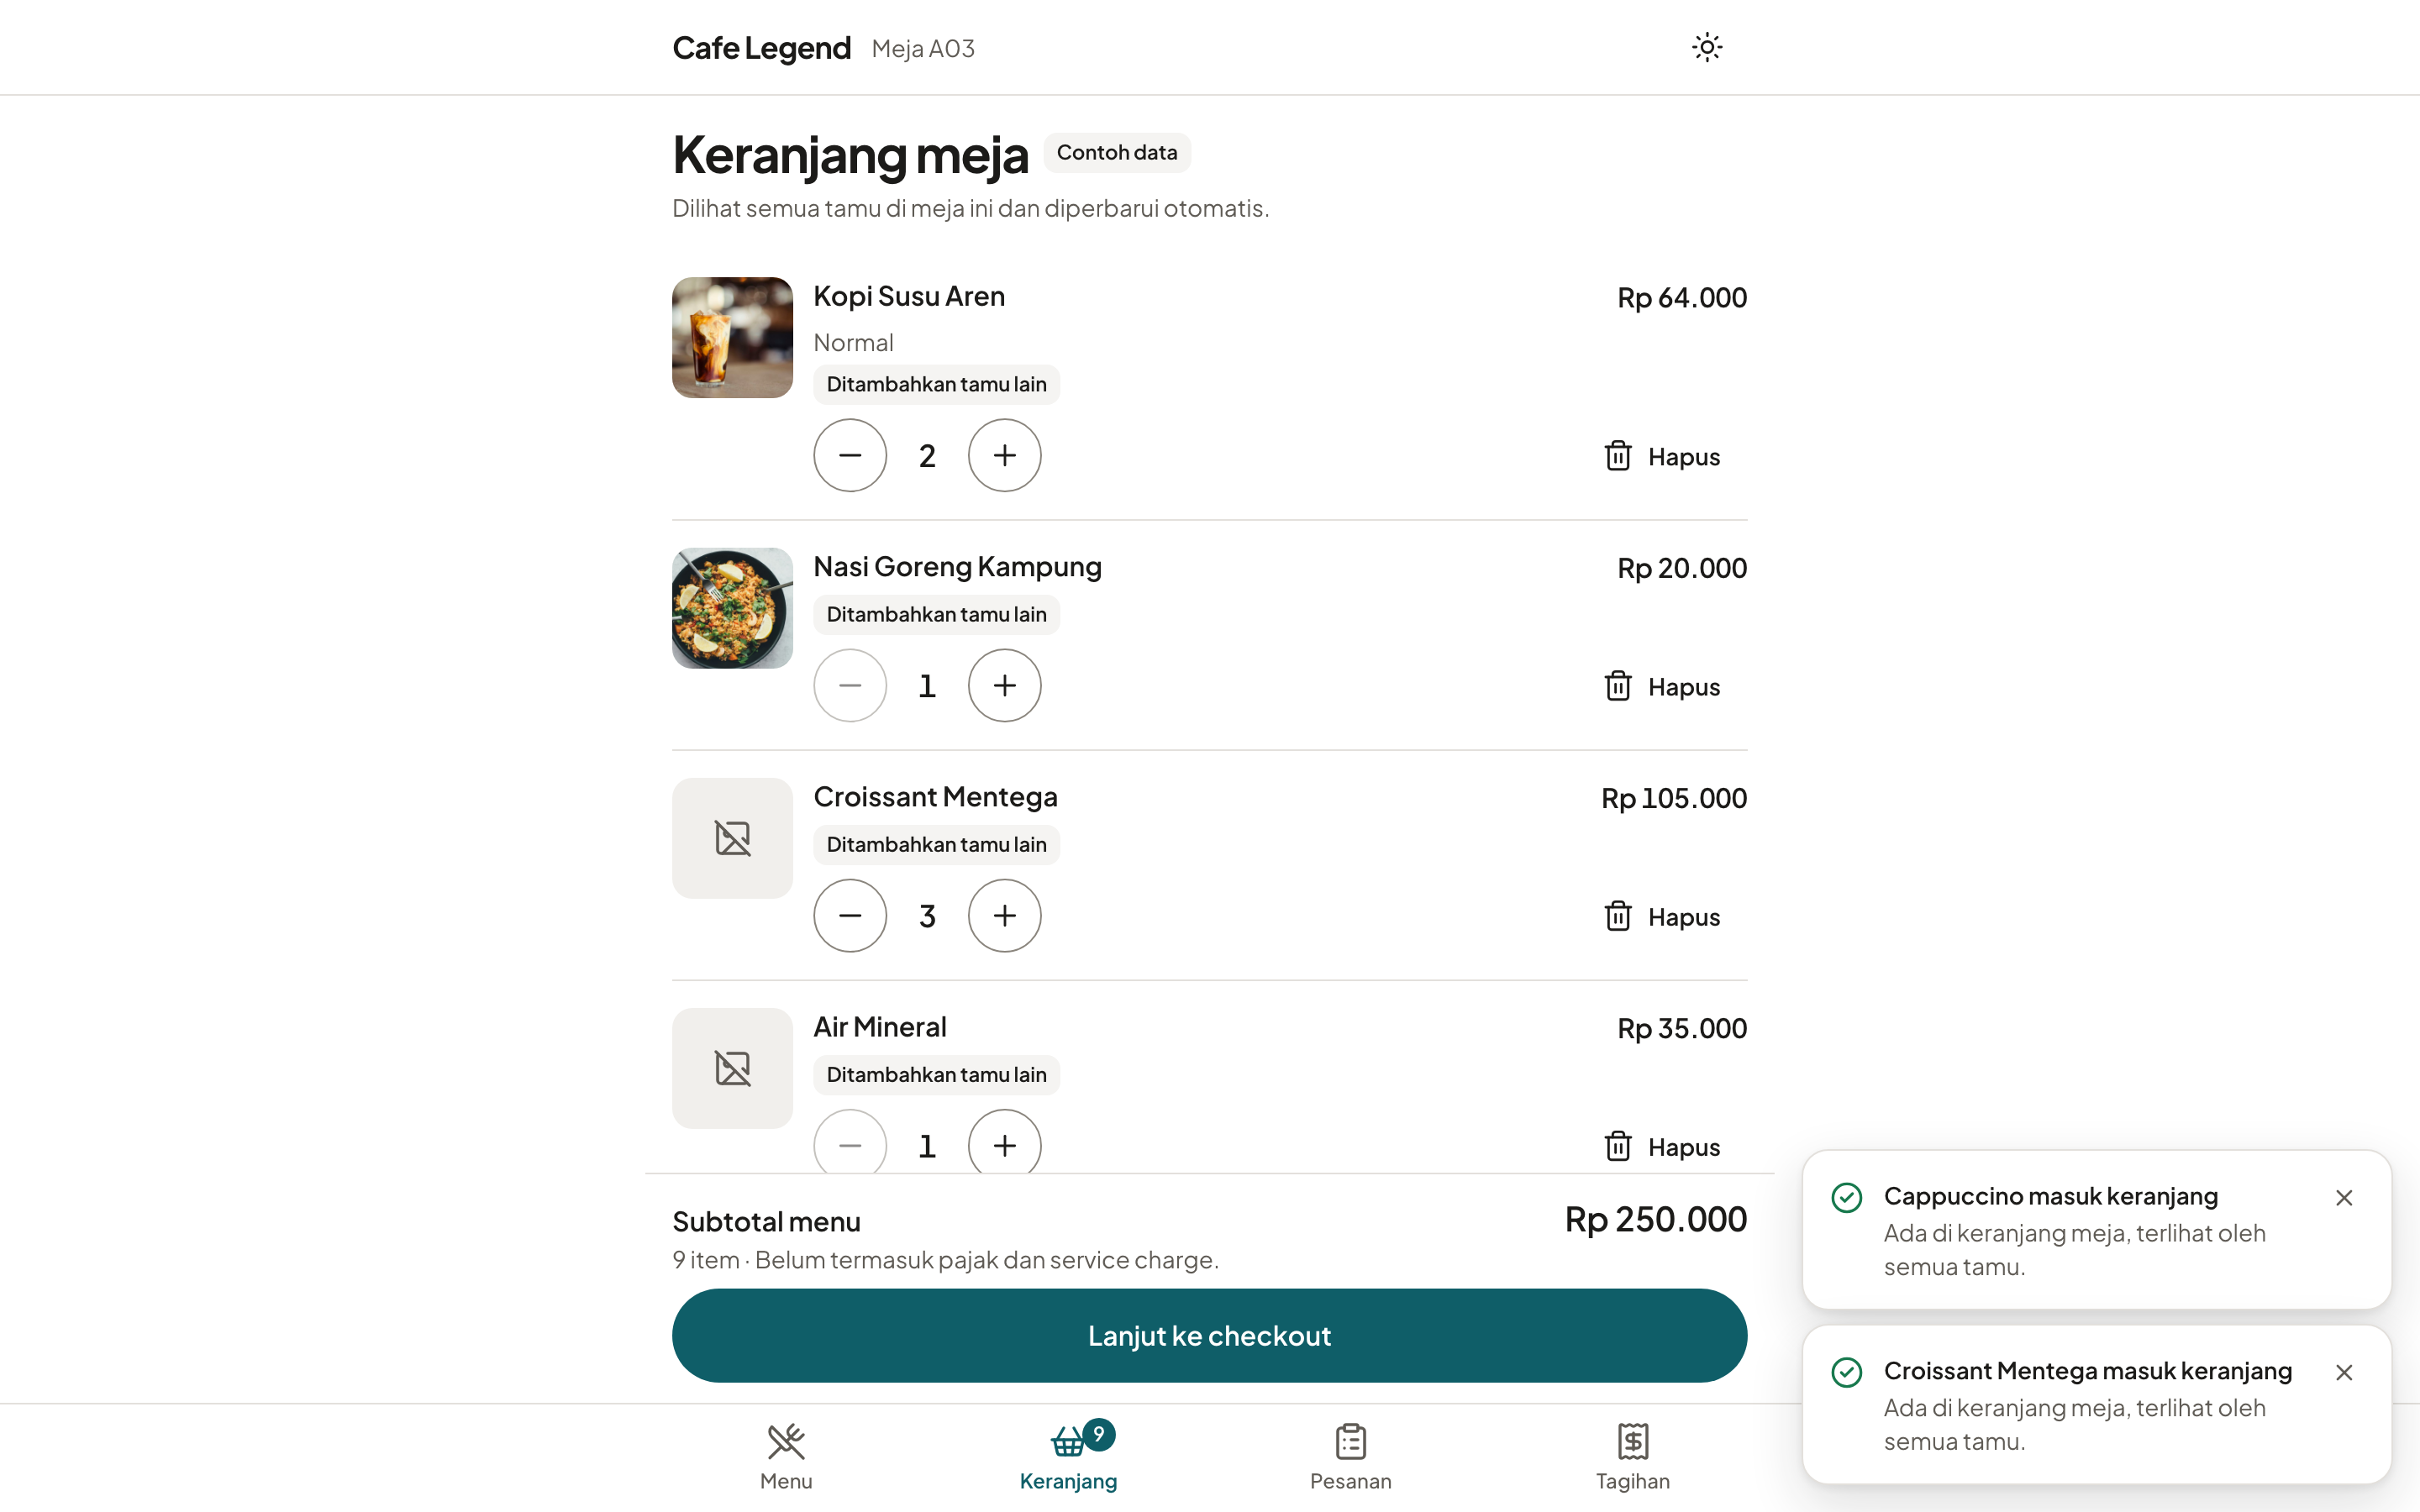 Cafe Legend Meja A03
Keranjang meja Contoh data
Dilihat semua tamu di meja ini dan diperbarui otomatis.
Kopi Susu Aren Rp 64.000
Normal
Ditambahkan tamu lain
2 Hapus
Nasi Goreng Kampung Rp 20.000
Ditambahkan tamu lain
1 Hapus
Croissant Mentega Rp 105.000
Ditambahkan tamu lain
3 Hapus
Air Mineral Rp 35.000
Ditambahkan tamu lain
1 Hapus
Subtotal menu Rp 250.000
9 item · Belum termasuk pajak dan service charge.
Lanjut ke checkout
Cappuccino masuk keranjang
Ada di keranjang meja, terlihat oleh
semua tamu.
Croissant Mentega masuk keranjang
Ada di keranjang meja, terlihat oleh
semua tamu.
9
Menu Keranjang Pesanan Tagihan